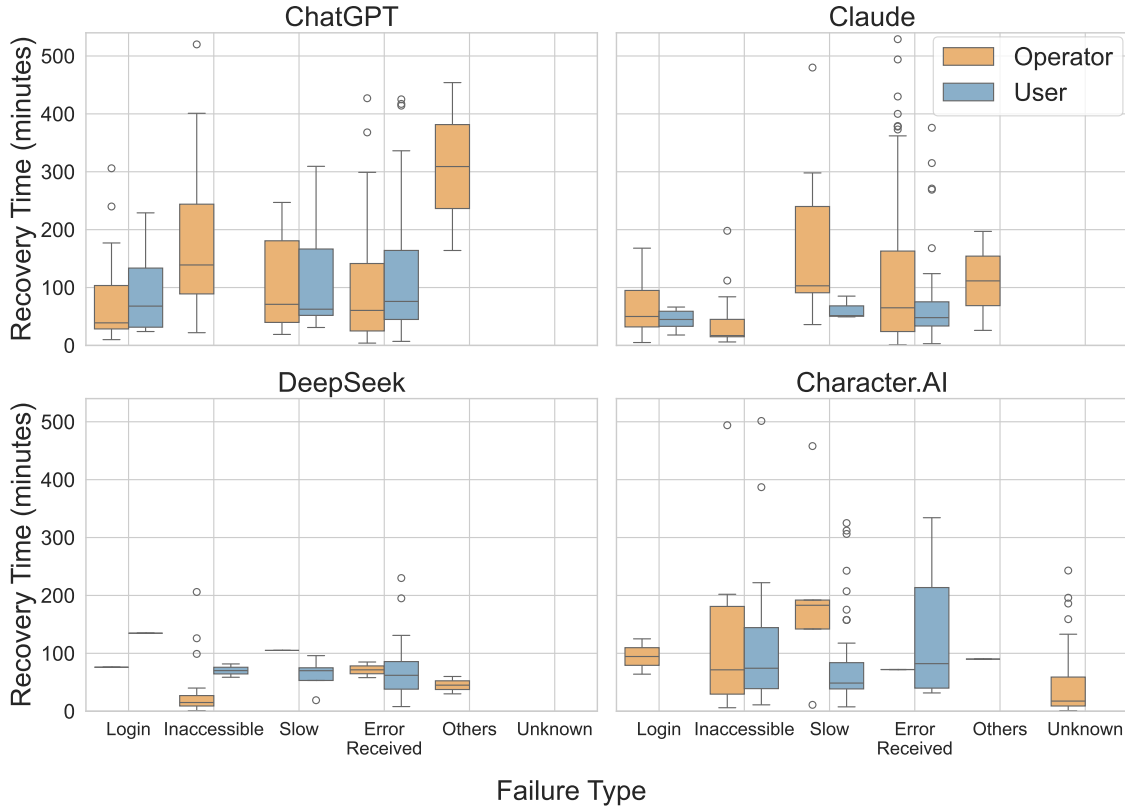 ChatGPT
Claude
Operator
User
Recovery Time (minutes)
500
400
300
200
100
0
DeepSeek
Character.AI
Recovery Time (minutes)
500
400
300
200
100
0
Login
Inaccessible
Slow
Error
Received
Others
Unknown
Login
Inaccessible
Slow
Error
Received
Others
Unknown
Failure Type